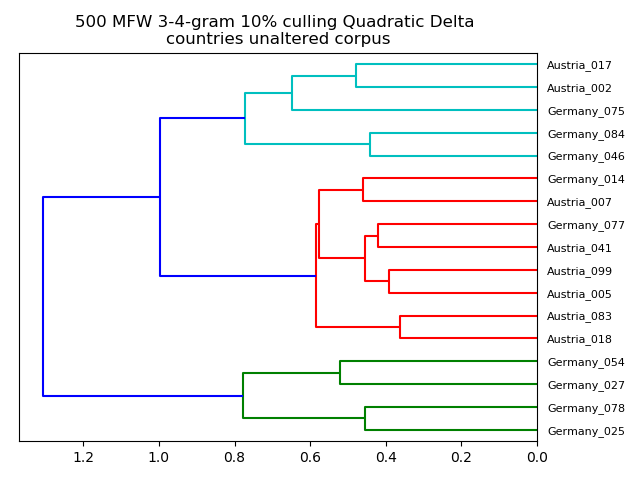 500 MFW 3-4-gram 10% culling Quadratic Delta
countries unaltered corpus
Austria_017
Austria_002
Germany_075
Germany_084
Germany_046
Germany_014
Austria_007
Germany_077
Austria_041
Austria_099
Austria_005
Austria_083
Austria_018
Germany_054
Germany_027
Germany_078
Germany_025
1.2 1.0 0.8 0.6 0.4 0.2 0.0